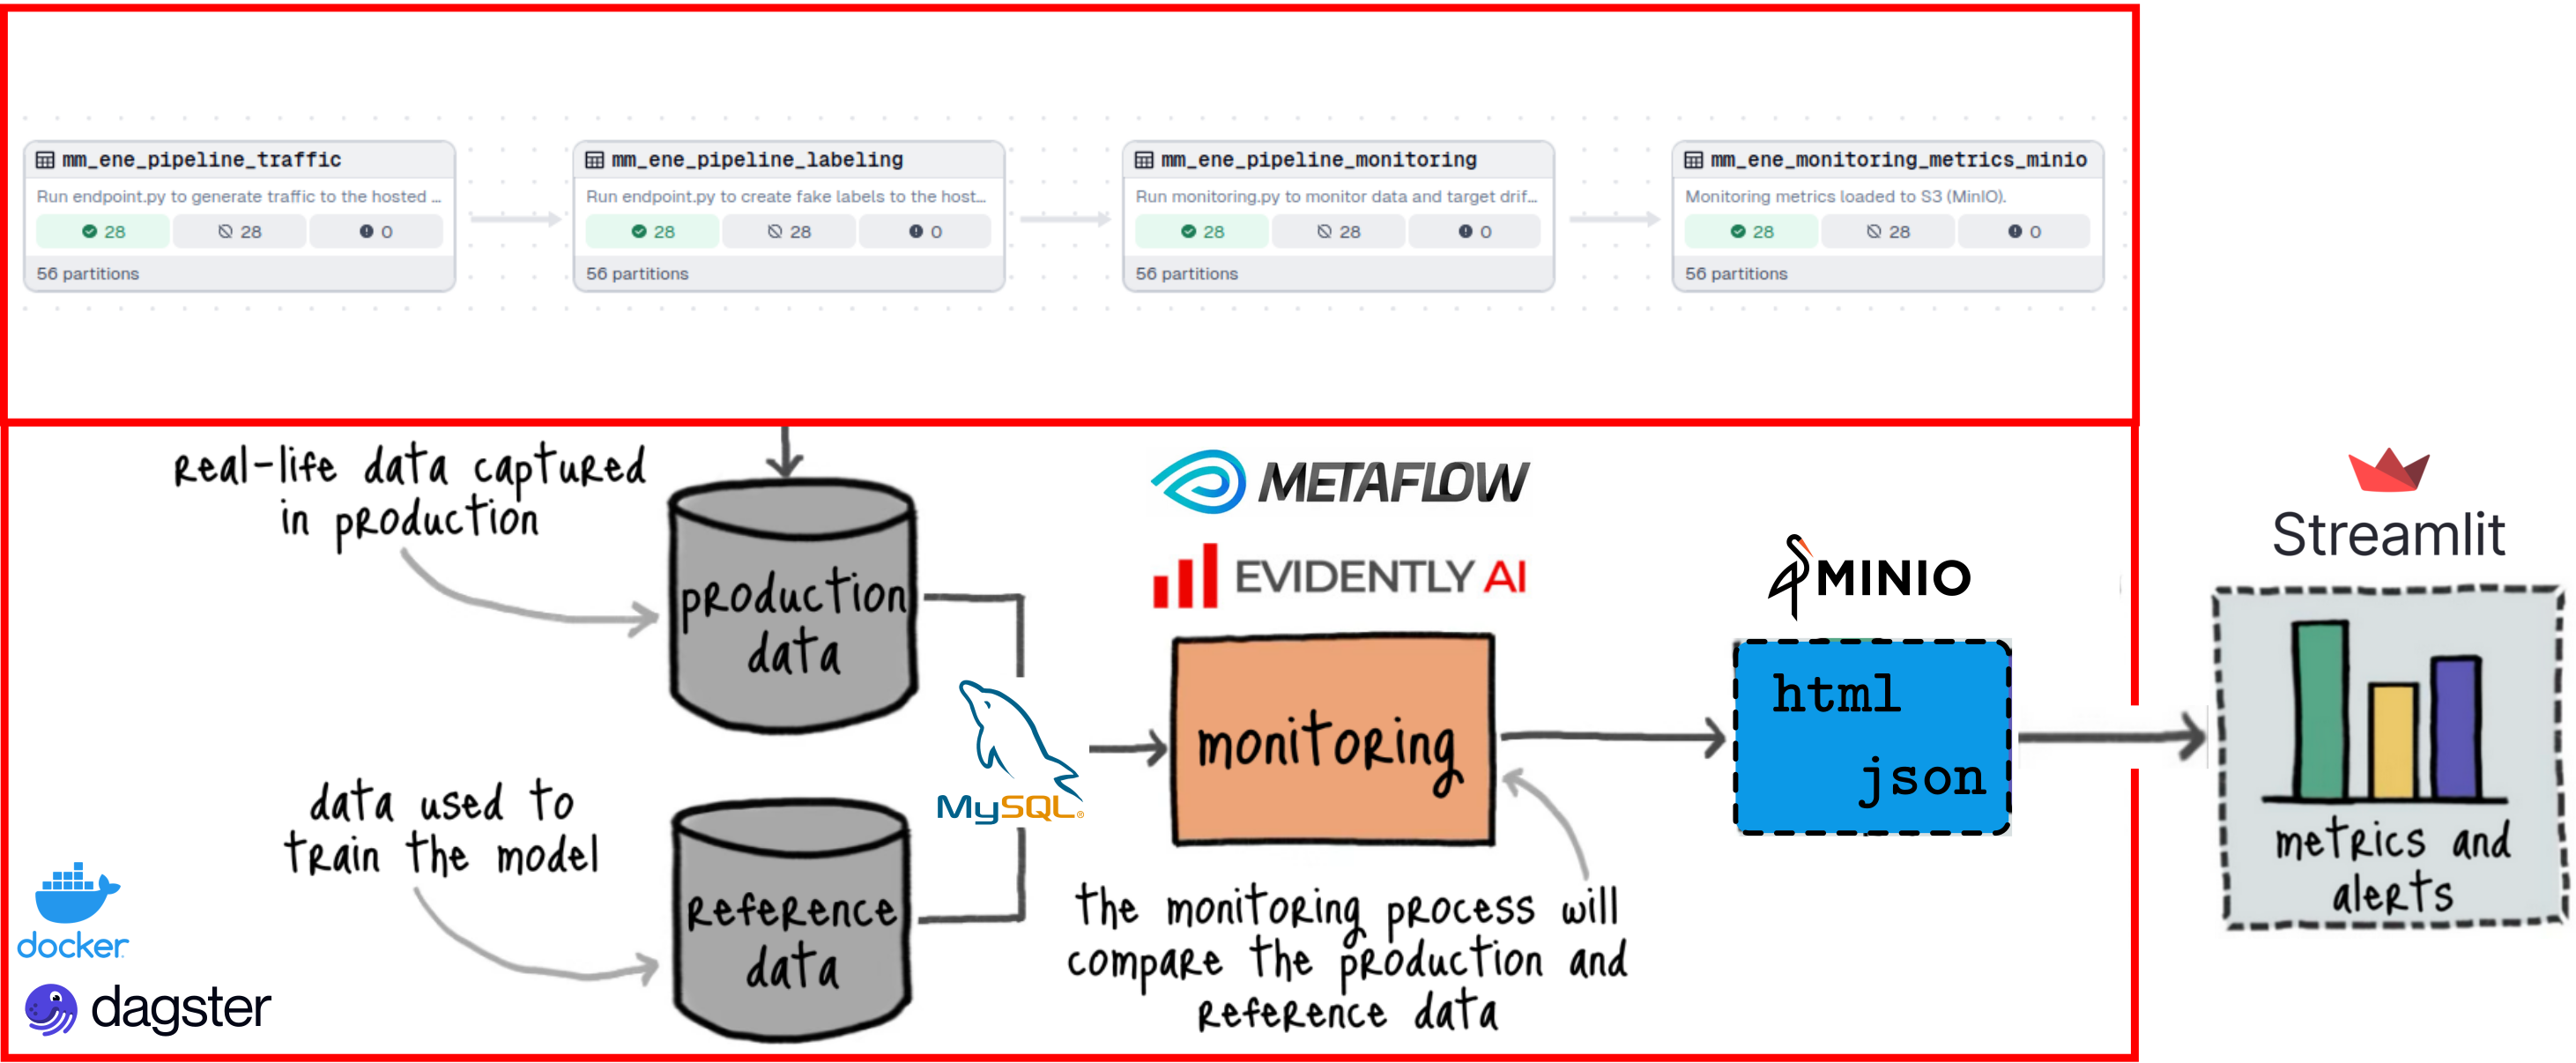 mm_ene_pipeline_traffic
Run endpoint.py to generate traffic to the hosted ...
28 28 0
56 partitions
mm_ene_pipeline_labeling
Run endpoint.py to create fake labels to the host...
28 28 0
56 partitions
mm_ene_pipeline_monitoring
Run monitoring.py to monitor data and target drif...
28 28 0
56 partitions
mm_ene_monitoring_metrics_minio
Monitoring metrics loaded to S3 (MinIO).
28 28 0
56 partitions
real-life data captured
in production
production
data
data used to
train the model
reference
data
docker
dagster
MySQL
METAFLOW
EVIDENTLY AI
monitoring
the monitoring process will
compare the production and
reference data
MINIO
html
json
Streamlit
metrics and
alerts